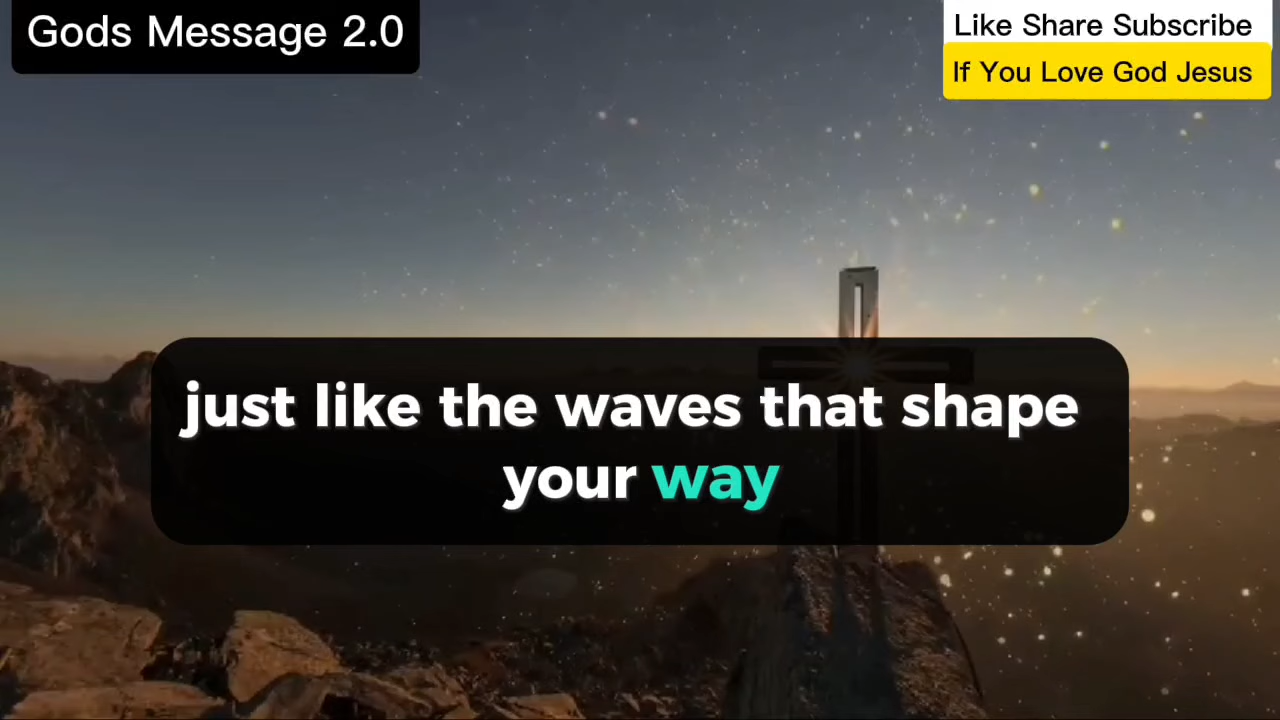 Gods Message 2.0
Like Share Subscribe
If You Love God Jesus
just like the waves that shape
your way